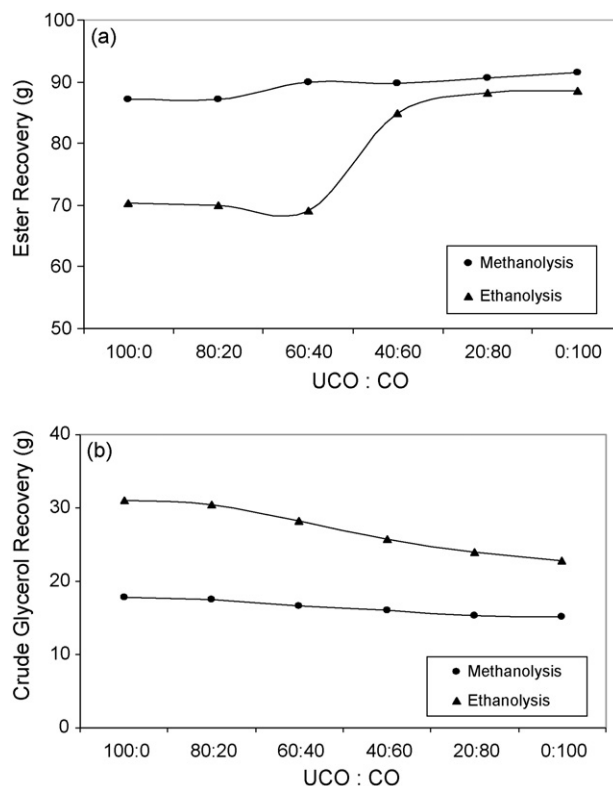 (a)
Ester Recovery (g)
100
90
80
70
60
50
Methanolysis
Ethanolysis
100:0 80:20 60:40 40:60 20:80 0:100
UCO : CO
(b)
Crude Glycerol Recovery (g)
40
30
20
10
0
Methanolysis
Ethanolysis
100:0 80:20 60:40 40:60 20:80 0:100
UCO : CO